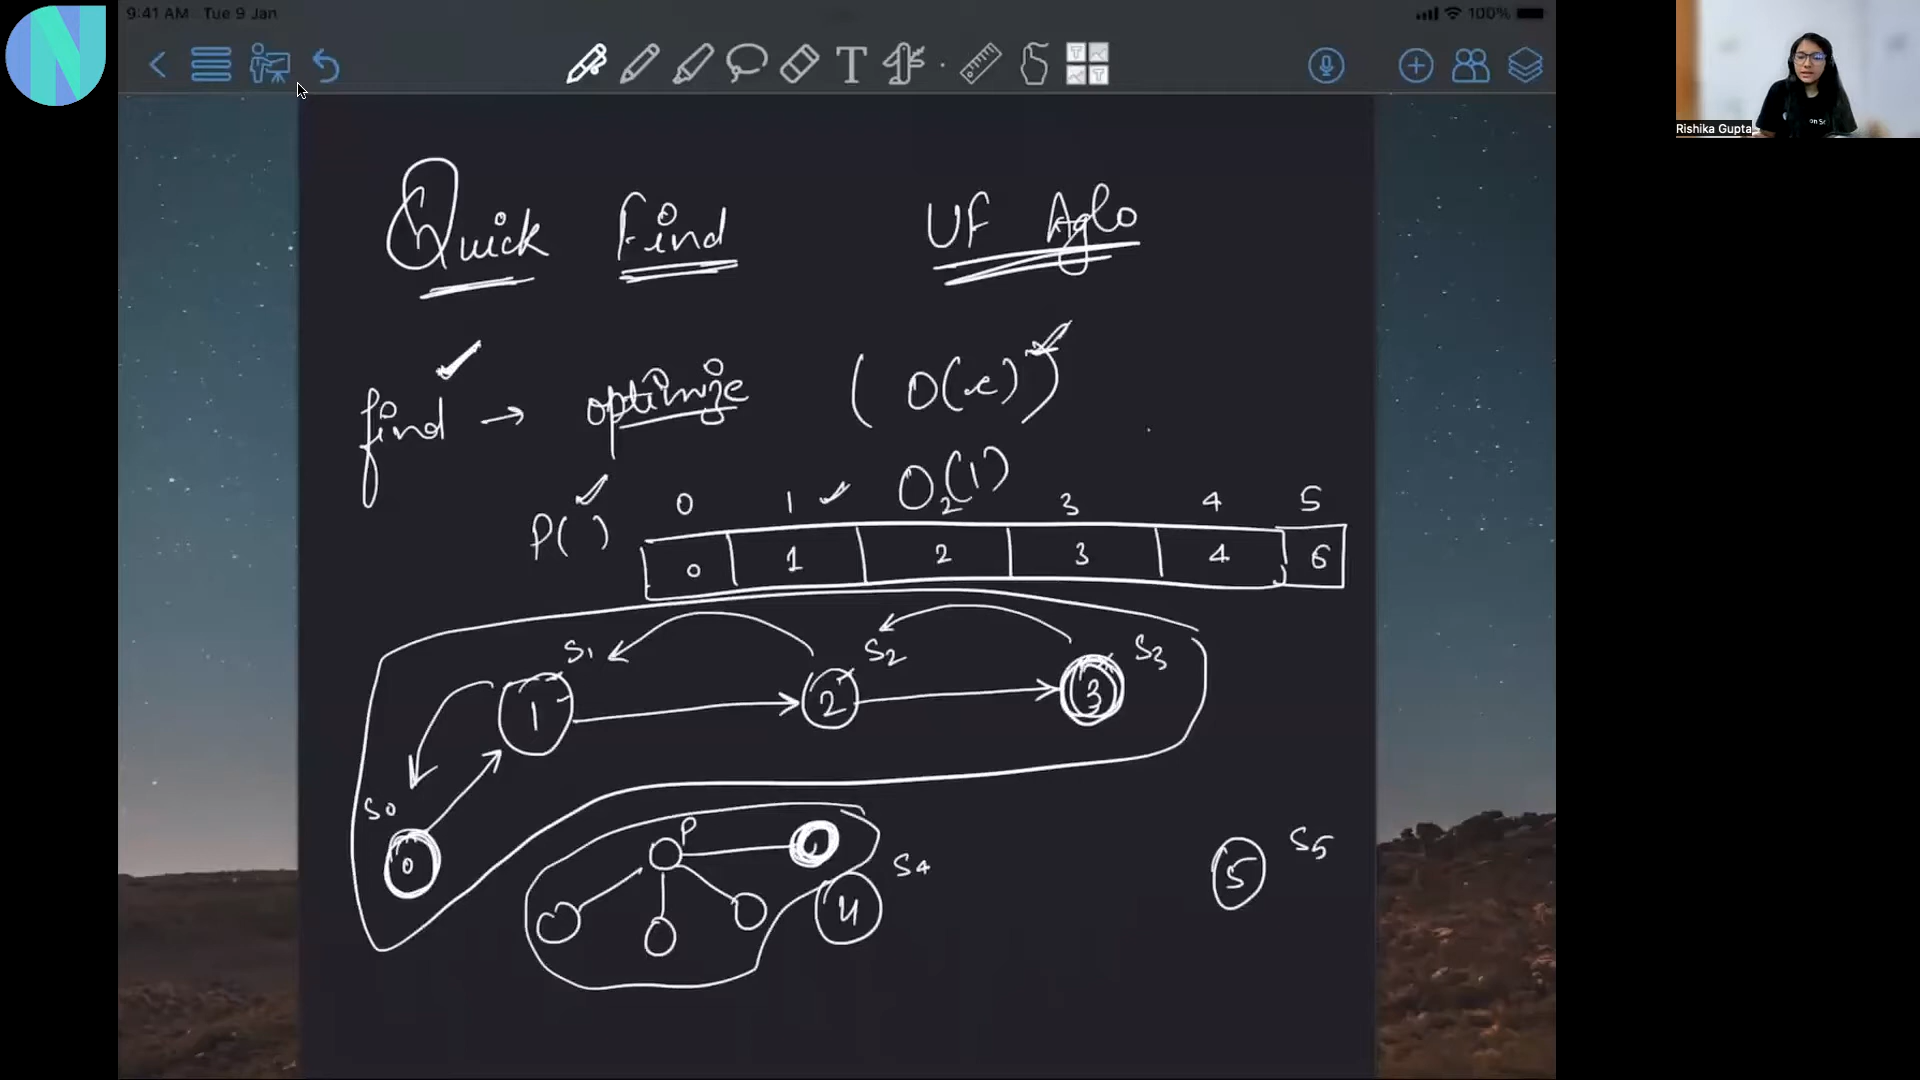 9:41 AM Tue 9 Jan
100%
Rishika Gupta
Quick Find UF Aglo
find → optimize (O(x))
O(1)
P( ) 0 1 2 3 4 5
0 1 2 3 4 6
S1 S2 S3
1 2 3
S0
0
P
S4 S5
4 5